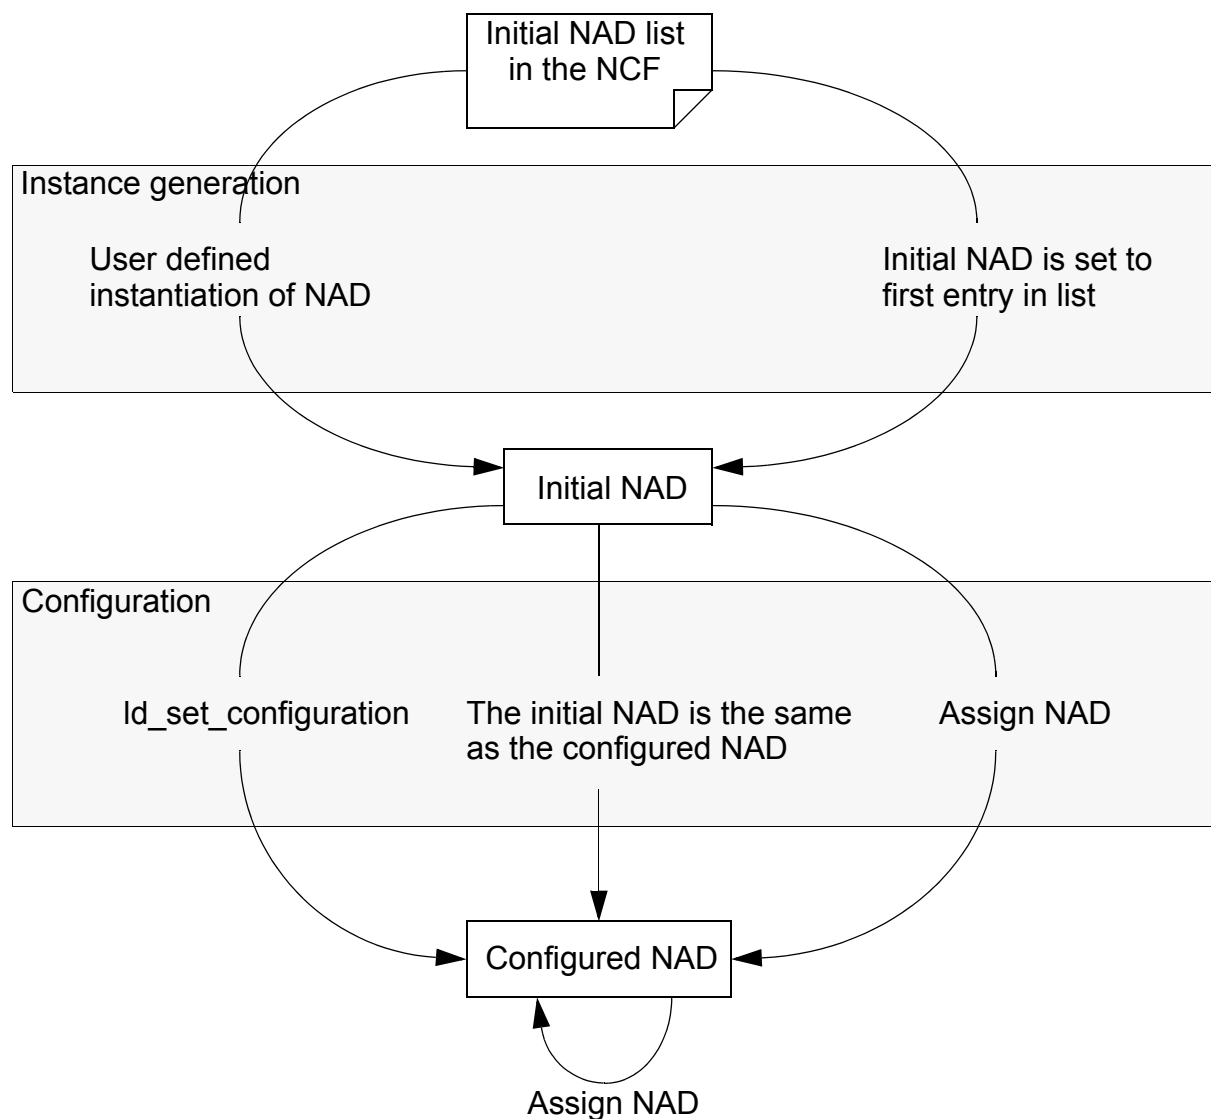 Initial NAD list
in the NCF
Instance generation
User defined
instantiation of NAD
Initial NAD is set to
first entry in list
Initial NAD
Configuration
ld_set_configuration
The initial NAD is the same
as the configured NAD
Assign NAD
Configured NAD
Assign NAD